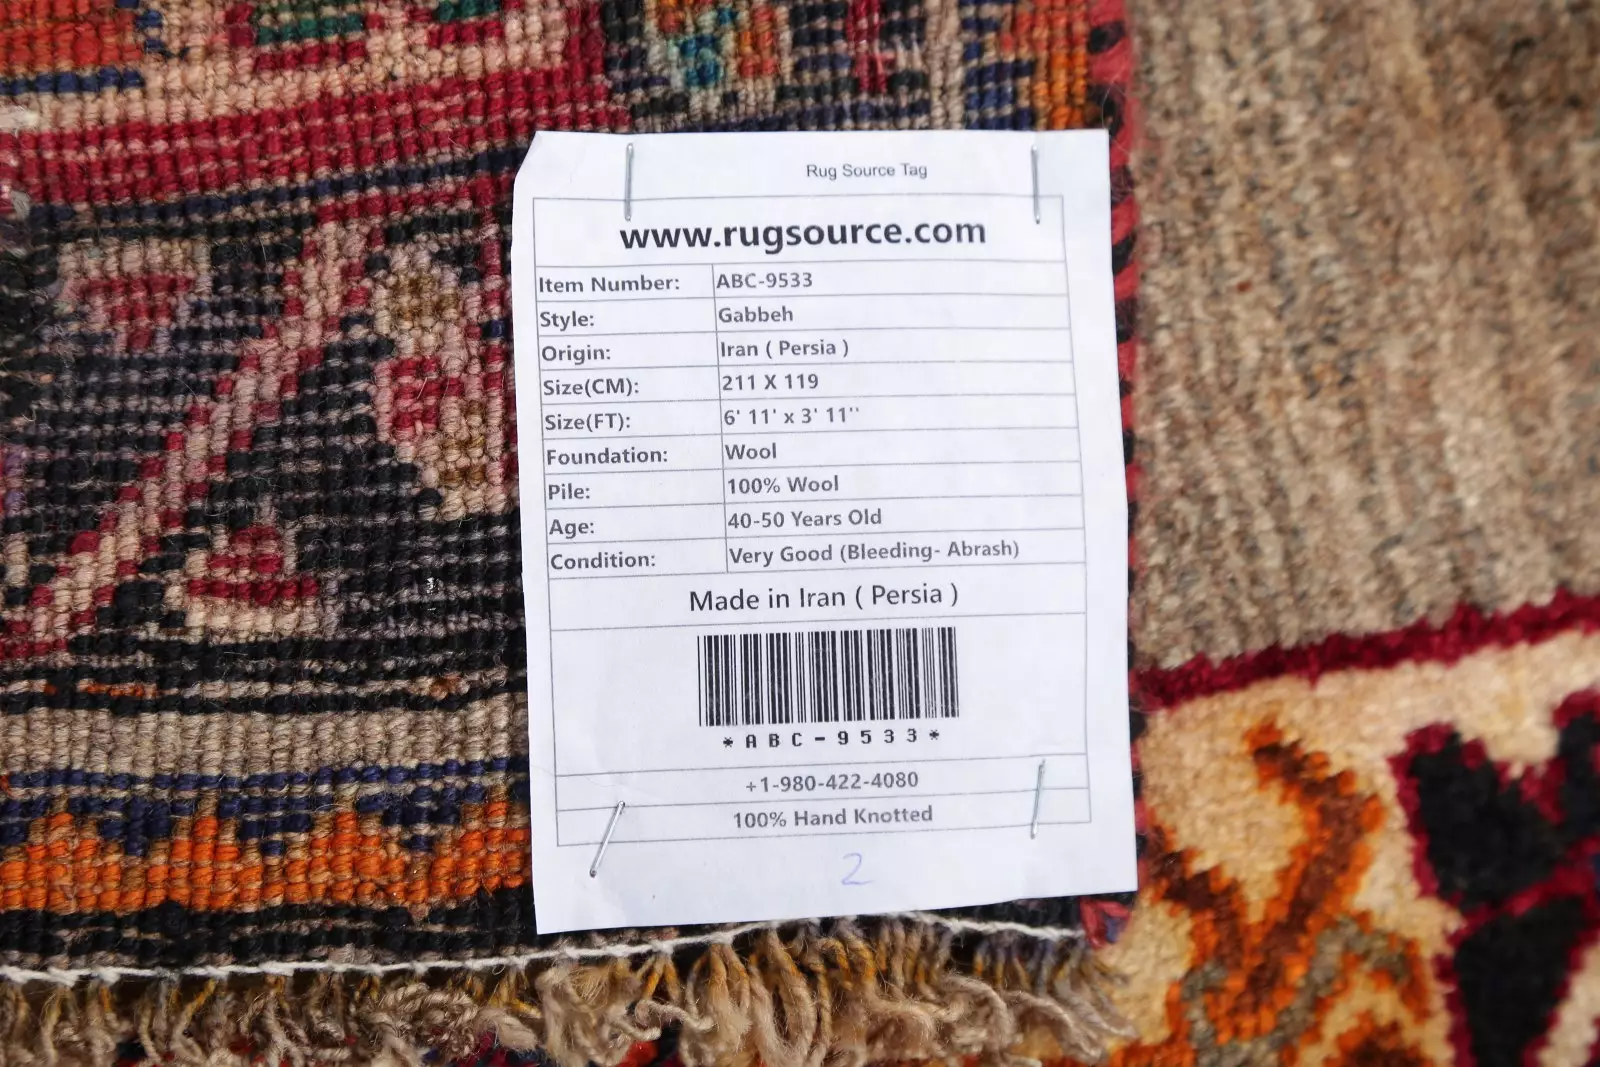 Rug Source Tag
www.rugsource.com
Item Number: ABC-9533
Style: Gabbeh
Origin: Iran ( Persia )
Size(CM): 211 X 119
Size(FT): 6' 11' x 3' 11''
Foundation: Wool
Pile: 100% Wool
Age: 40-50 Years Old
Condition: Very Good (Bleeding- Abrash)
Made in Iran ( Persia )
*ABC-9533*
+1-980-422-4080
100% Hand Knotted
2